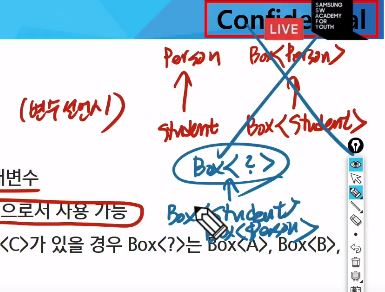 Confidential
LIVE
SAMSUNG
SW
ACADEMY
FOR
YOUTH
Person Box<Person>
(변수선언시)
Student Box<Student>
Box<?>
변수
으로서 사용 가능
Box<Student>
Box<Person>
<C>가 있을 경우 Box<?>는 Box<A>, Box<B>,